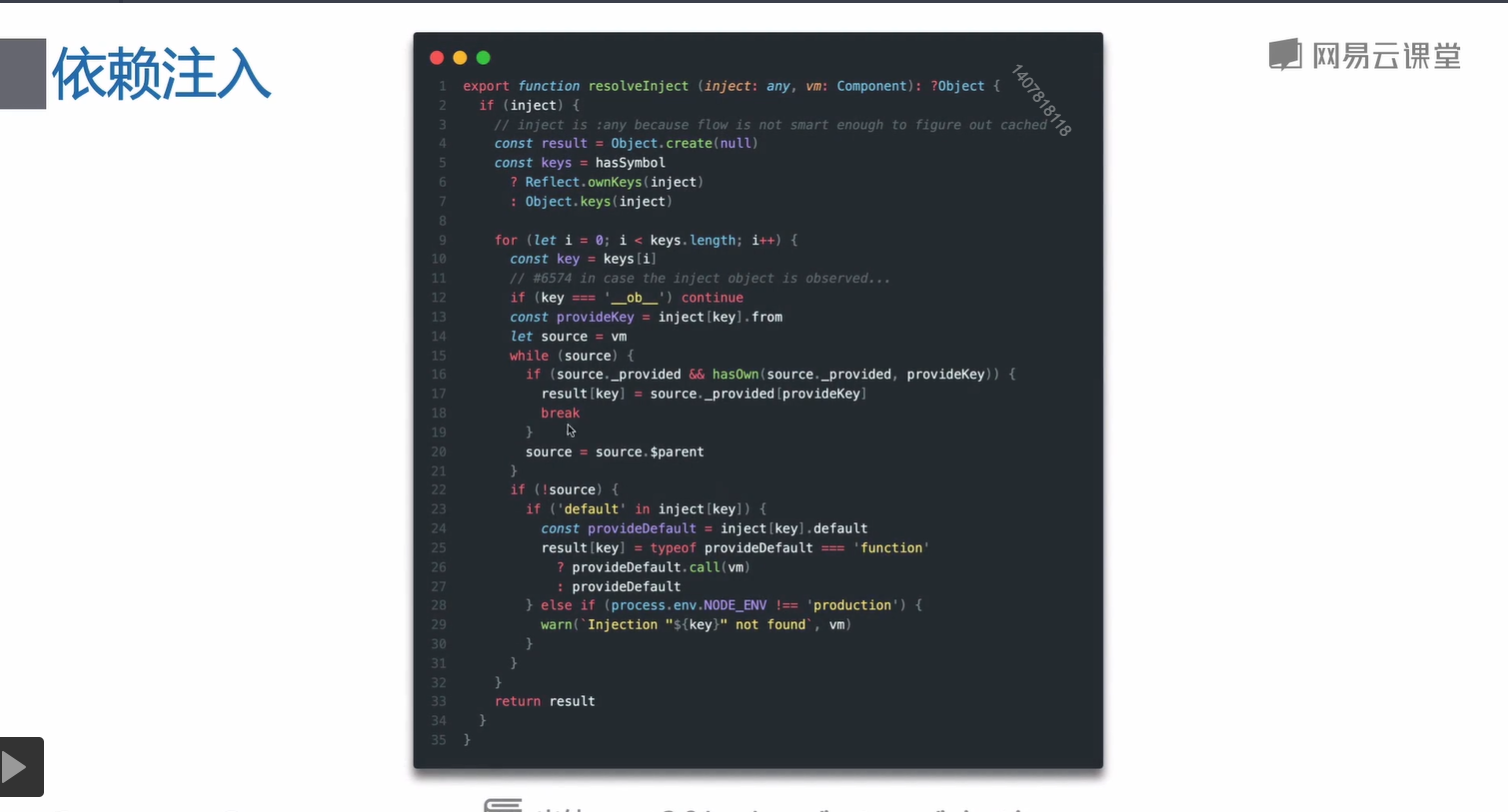 依赖注入
网易云课堂
1407818118
1 export function resolveInject (inject: any, vm: Component): ?Object {
2 if (inject) {
3 // inject is :any because flow is not smart enough to figure out cached
4 const result = Object.create(null)
5 const keys = hasSymbol
6 ? Reflect.ownKeys(inject)
7 : Object.keys(inject)
8
9 for (let i = 0; i < keys.length; i++) {
10 const key = keys[i]
11 // #6574 in case the inject object is observed...
12 if (key === '__ob__') continue
13 const provideKey = inject[key].from
14 let source = vm
15 while (source) {
16 if (source._provided && hasOwn(source._provided, provideKey)) {
17 result[key] = source._provided[provideKey]
18 break
19 }
20 source = source.$parent
21 }
22 if (!source) {
23 if ('default' in inject[key]) {
24 const provideDefault = inject[key].default
25 result[key] = typeof provideDefault === 'function'
26 ? provideDefault.call(vm)
27 : provideDefault
28 } else if (process.env.NODE_ENV !== 'production') {
29 warn(`Injection "${key}" not found`, vm)
30 }
31 }
32 }
33 return result
34 }
35 }